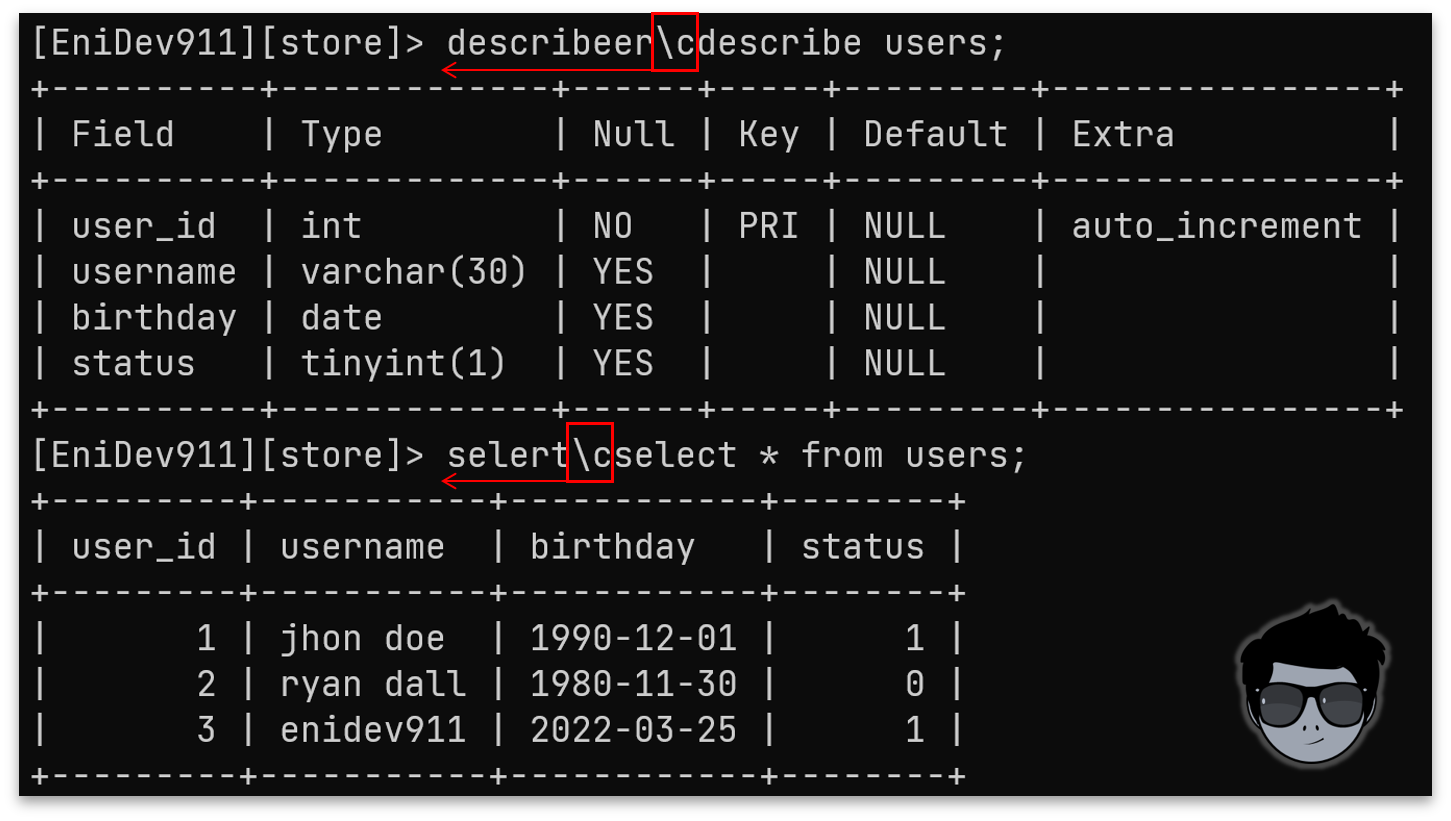 [EniDev911][store]> describeer\cdescribe users;
+----------+-------------+------+-----+---------+----------------+
| Field    | Type        | Null | Key | Default | Extra          |
+----------+-------------+------+-----+---------+----------------+
| user_id  | int         | NO   | PRI | NULL    | auto_increment |
| username | varchar(30) | YES  |     | NULL    |                |
| birthday | date        | YES  |     | NULL    |                |
| status   | tinyint(1)  | YES  |     | NULL    |                |
+----------+-------------+------+-----+---------+----------------+
[EniDev911][store]> selert\cselect * from users;
+---------+-----------+------------+--------+
| user_id | username  | birthday   | status |
+---------+-----------+------------+--------+
|       1 | jhon doe  | 1990-12-01 |      1 |
|       2 | ryan dall | 1980-11-30 |      0 |
|       3 | enidev911 | 2022-03-25 |      1 |
+---------+-----------+------------+--------+